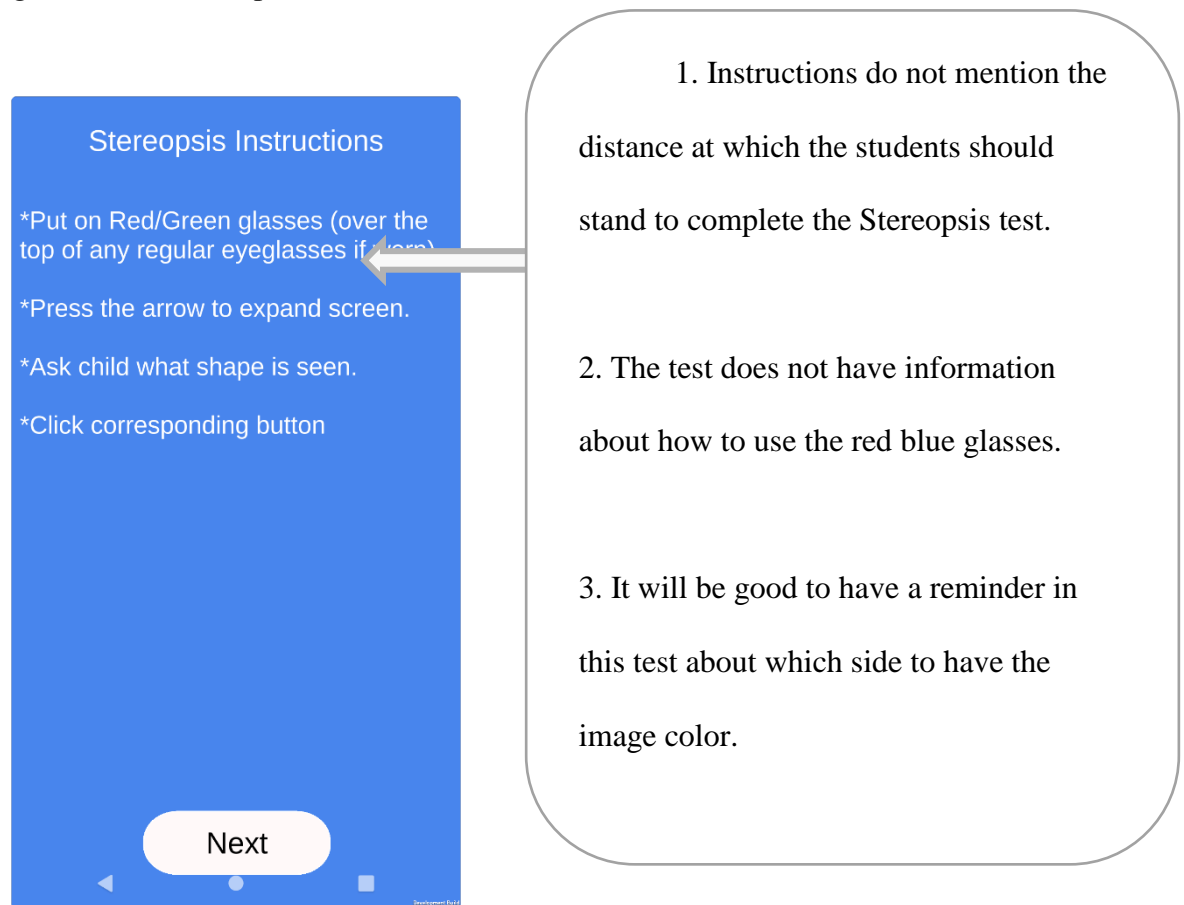 Stereopsis Instructions
*Put on Red/Green glasses (over the
top of any regular eyeglasses if worn)
*Press the arrow to expand screen.
*Ask child what shape is seen.
*Click corresponding button
Next
Development Build
1. Instructions do not mention the
distance at which the students should
stand to complete the Stereopsis test.
2. The test does not have information
about how to use the red blue glasses.
3. It will be good to have a reminder in
this test about which side to have the
image color.